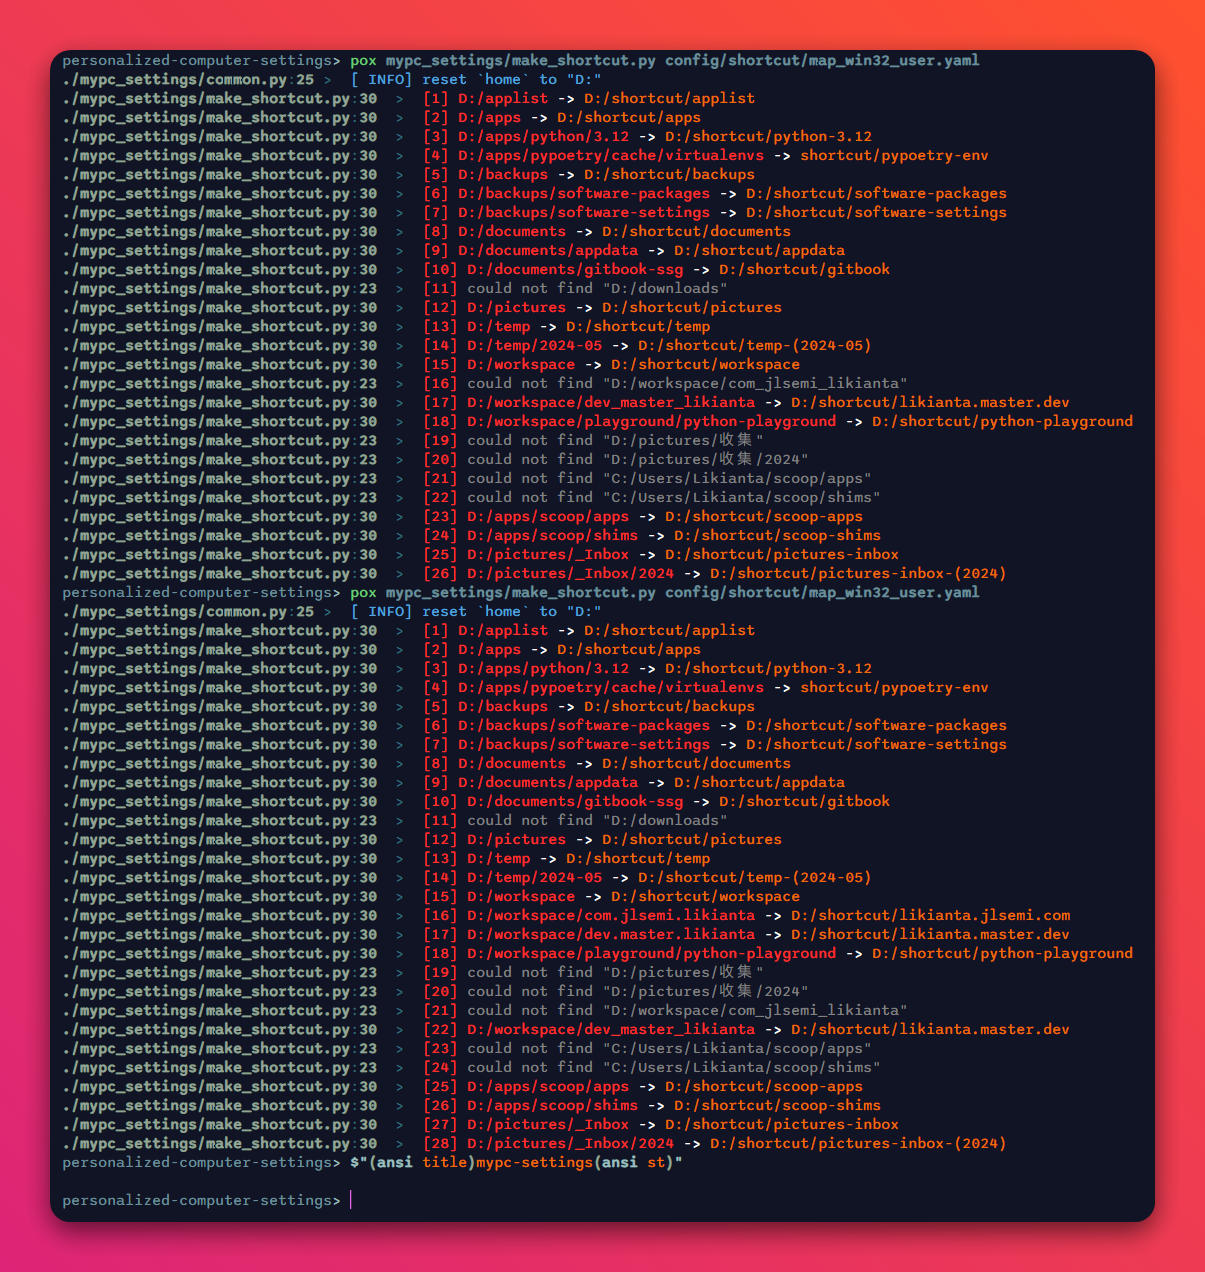 personalized-computer-settings> pox mypc_settings/make_shortcut.py config/shortcut/map_win32_user.yaml
./mypc_settings/common.py:25 > [ INFO] reset `home` to "D:"
./mypc_settings/make_shortcut.py:30 > [1] D:/applist -> D:/shortcut/applist
./mypc_settings/make_shortcut.py:30 > [2] D:/apps -> D:/shortcut/apps
./mypc_settings/make_shortcut.py:30 > [3] D:/apps/python/3.12 -> D:/shortcut/python-3.12
./mypc_settings/make_shortcut.py:30 > [4] D:/apps/pypoetry/cache/virtualenvs -> shortcut/pypoetry-env
./mypc_settings/make_shortcut.py:30 > [5] D:/backups -> D:/shortcut/backups
./mypc_settings/make_shortcut.py:30 > [6] D:/backups/software-packages -> D:/shortcut/software-packages
./mypc_settings/make_shortcut.py:30 > [7] D:/backups/software-settings -> D:/shortcut/software-settings
./mypc_settings/make_shortcut.py:30 > [8] D:/documents -> D:/shortcut/documents
./mypc_settings/make_shortcut.py:30 > [9] D:/documents/appdata -> D:/shortcut/appdata
./mypc_settings/make_shortcut.py:30 > [10] D:/documents/gitbook-ssg -> D:/shortcut/gitbook
./mypc_settings/make_shortcut.py:23 > [11] could not find "D:/downloads"
./mypc_settings/make_shortcut.py:30 > [12] D:/pictures -> D:/shortcut/pictures
./mypc_settings/make_shortcut.py:30 > [13] D:/temp -> D:/shortcut/temp
./mypc_settings/make_shortcut.py:30 > [14] D:/temp/2024-05 -> D:/shortcut/temp-(2024-05)
./mypc_settings/make_shortcut.py:30 > [15] D:/workspace -> D:/shortcut/workspace
./mypc_settings/make_shortcut.py:23 > [16] could not find "D:/workspace/com_jlsemi_likianta"
./mypc_settings/make_shortcut.py:30 > [17] D:/workspace/dev_master_likianta -> D:/shortcut/likianta.master.dev
./mypc_settings/make_shortcut.py:30 > [18] D:/workspace/playground/python-playground -> D:/shortcut/python-playground
./mypc_settings/make_shortcut.py:23 > [19] could not find "D:/pictures/收集"
./mypc_settings/make_shortcut.py:23 > [20] could not find "D:/pictures/收集/2024"
./mypc_settings/make_shortcut.py:23 > [21] could not find "C:/Users/Likianta/scoop/apps"
./mypc_settings/make_shortcut.py:23 > [22] could not find "C:/Users/Likianta/scoop/shims"
./mypc_settings/make_shortcut.py:30 > [23] D:/apps/scoop/apps -> D:/shortcut/scoop-apps
./mypc_settings/make_shortcut.py:30 > [24] D:/apps/scoop/shims -> D:/shortcut/scoop-shims
./mypc_settings/make_shortcut.py:30 > [25] D:/pictures/_Inbox -> D:/shortcut/pictures-inbox
./mypc_settings/make_shortcut.py:30 > [26] D:/pictures/_Inbox/2024 -> D:/shortcut/pictures-inbox-(2024)
personalized-computer-settings> pox mypc_settings/make_shortcut.py config/shortcut/map_win32_user.yaml
./mypc_settings/common.py:25 > [ INFO] reset `home` to "D:"
./mypc_settings/make_shortcut.py:30 > [1] D:/applist -> D:/shortcut/applist
./mypc_settings/make_shortcut.py:30 > [2] D:/apps -> D:/shortcut/apps
./mypc_settings/make_shortcut.py:30 > [3] D:/apps/python/3.12 -> D:/shortcut/python-3.12
./mypc_settings/make_shortcut.py:30 > [4] D:/apps/pypoetry/cache/virtualenvs -> shortcut/pypoetry-env
./mypc_settings/make_shortcut.py:30 > [5] D:/backups -> D:/shortcut/backups
./mypc_settings/make_shortcut.py:30 > [6] D:/backups/software-packages -> D:/shortcut/software-packages
./mypc_settings/make_shortcut.py:30 > [7] D:/backups/software-settings -> D:/shortcut/software-settings
./mypc_settings/make_shortcut.py:30 > [8] D:/documents -> D:/shortcut/documents
./mypc_settings/make_shortcut.py:30 > [9] D:/documents/appdata -> D:/shortcut/appdata
./mypc_settings/make_shortcut.py:30 > [10] D:/documents/gitbook-ssg -> D:/shortcut/gitbook
./mypc_settings/make_shortcut.py:23 > [11] could not find "D:/downloads"
./mypc_settings/make_shortcut.py:30 > [12] D:/pictures -> D:/shortcut/pictures
./mypc_settings/make_shortcut.py:30 > [13] D:/temp -> D:/shortcut/temp
./mypc_settings/make_shortcut.py:30 > [14] D:/temp/2024-05 -> D:/shortcut/temp-(2024-05)
./mypc_settings/make_shortcut.py:30 > [15] D:/workspace -> D:/shortcut/workspace
./mypc_settings/make_shortcut.py:30 > [16] D:/workspace/com.jlsemi.likianta -> D:/shortcut/likianta.jlsemi.com
./mypc_settings/make_shortcut.py:30 > [17] D:/workspace/dev.master.likianta -> D:/shortcut/likianta.master.dev
./mypc_settings/make_shortcut.py:30 > [18] D:/workspace/playground/python-playground -> D:/shortcut/python-playground
./mypc_settings/make_shortcut.py:23 > [19] could not find "D:/pictures/收集"
./mypc_settings/make_shortcut.py:23 > [20] could not find "D:/pictures/收集/2024"
./mypc_settings/make_shortcut.py:23 > [21] could not find "D:/workspace/com_jlsemi_likianta"
./mypc_settings/make_shortcut.py:30 > [22] D:/workspace/dev_master_likianta -> D:/shortcut/likianta.master.dev
./mypc_settings/make_shortcut.py:23 > [23] could not find "C:/Users/Likianta/scoop/apps"
./mypc_settings/make_shortcut.py:23 > [24] could not find "C:/Users/Likianta/scoop/shims"
./mypc_settings/make_shortcut.py:30 > [25] D:/apps/scoop/apps -> D:/shortcut/scoop-apps
./mypc_settings/make_shortcut.py:30 > [26] D:/apps/scoop/shims -> D:/shortcut/scoop-shims
./mypc_settings/make_shortcut.py:30 > [27] D:/pictures/_Inbox -> D:/shortcut/pictures-inbox
./mypc_settings/make_shortcut.py:30 > [28] D:/pictures/_Inbox/2024 -> D:/shortcut/pictures-inbox-(2024)
personalized-computer-settings> $"(ansi title)mypc-settings(ansi st)"
personalized-computer-settings>